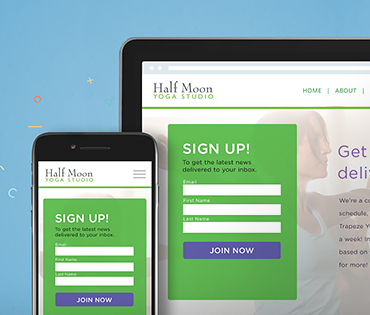 Half Moon
YOGA STUDIO
HOME | ABOUT |
SIGN UP!
To get the latest news
delivered to your inbox.
Email
First Name
Last Name
JOIN NOW
Get
deli
We're a co
schedule,
Trapeze Yo
a week! In
based on
for more!
Half Moon
YOGA STUDIO
SIGN UP!
To get the latest news
delivered to your inbox.
Email
First Name
Last Name
JOIN NOW